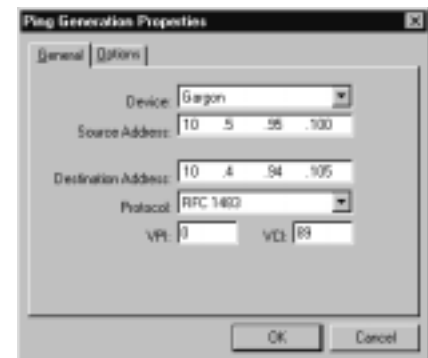 Ping Generation Properties
General Options
Device: Gargon
Source Address: 10 .5 .95 .100
Destination Address: 10 .4 .94 .105
Protocol: RFC 1483
VPI: 0 VCI: 89
OK Cancel